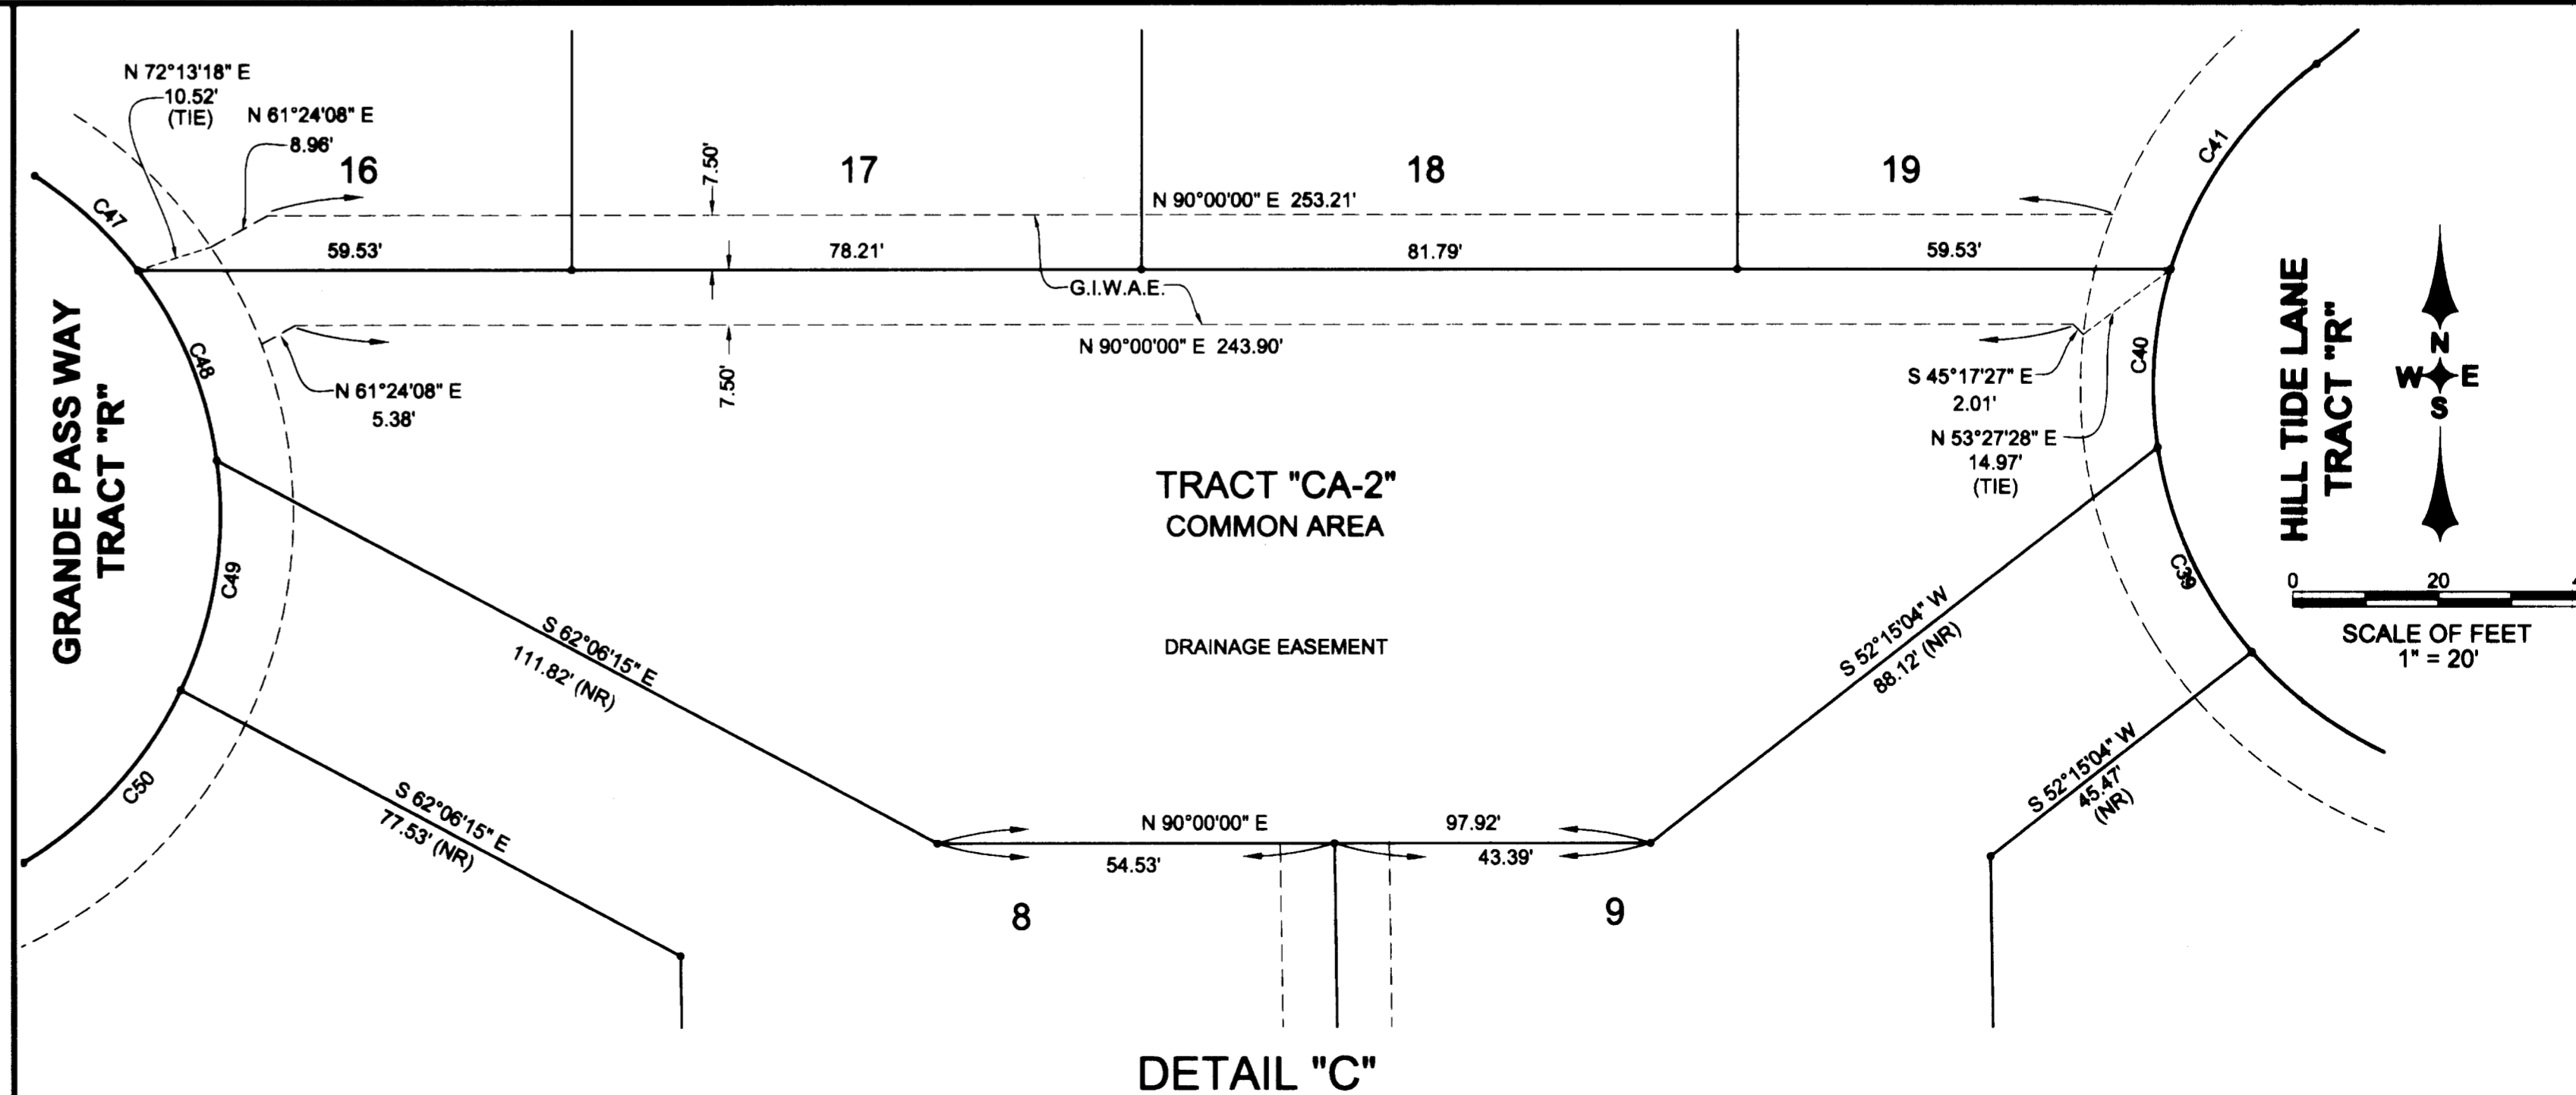 N 72°13'18" E
10.52'
(TIE)
N 61°24'08" E
8.96'
16
17
18
19
7.50'
N 90°00'00" E 253.21'
C47
C41
59.53'
78.21'
81.79'
59.53'
G.I.W.A.E.
N 90°00'00" E 243.90'
7.50'
C48
N 61°24'08" E
5.38'
C40
S 45°17'27" E
2.01'
N 53°27'28" E
14.97'
(TIE)
GRANDE PASS WAY
TRACT "R"
HILL TIDE LANE
TRACT "R"
N
W E
S
TRACT "CA-2"
COMMON AREA
DRAINAGE EASEMENT
C49
C39
0 20
SCALE OF FEET
1" = 20'
S 62°06'15" E
111.82' (NR)
S 52°15'04" W
88.12' (NR)
C50
S 62°06'15" E
77.53' (NR)
S 52°15'04" W
45.47'
(NR)
N 90°00'00" E 97.92'
54.53'
43.39'
8
9
DETAIL "C"